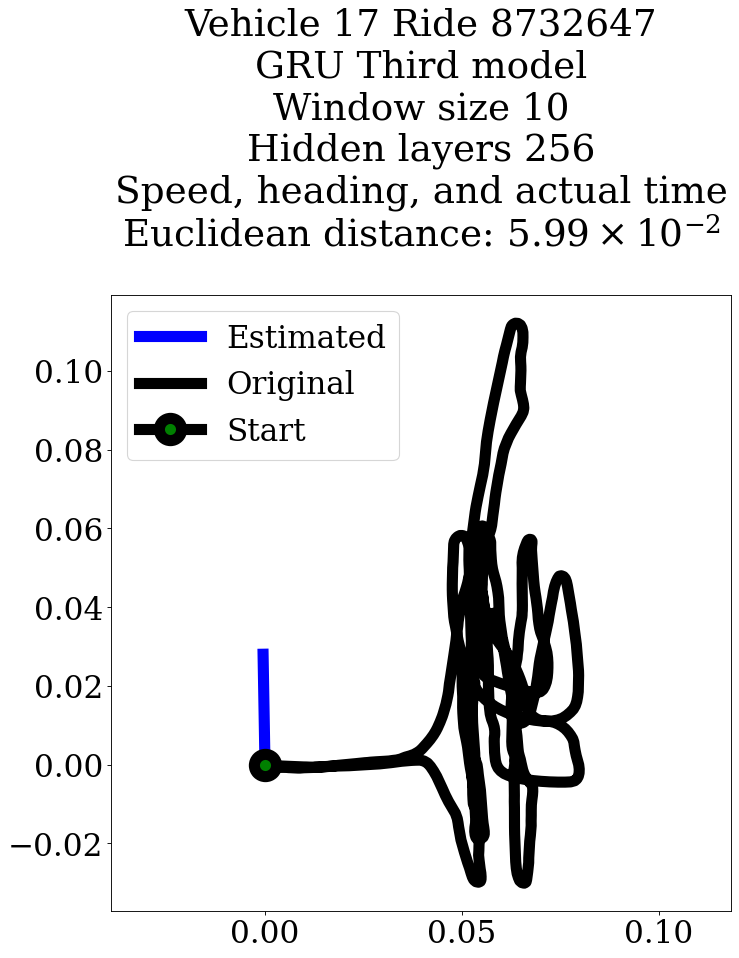 Vehicle 17 Ride 8732647
GRU Third model
Window size 10
Hidden layers 256
Speed, heading, and actual time
Euclidean distance: 5.99 × 10⁻²
Estimated
Original
Start
0.10
0.08
0.06
0.04
0.02
0.00
−0.02
0.00 0.05 0.10